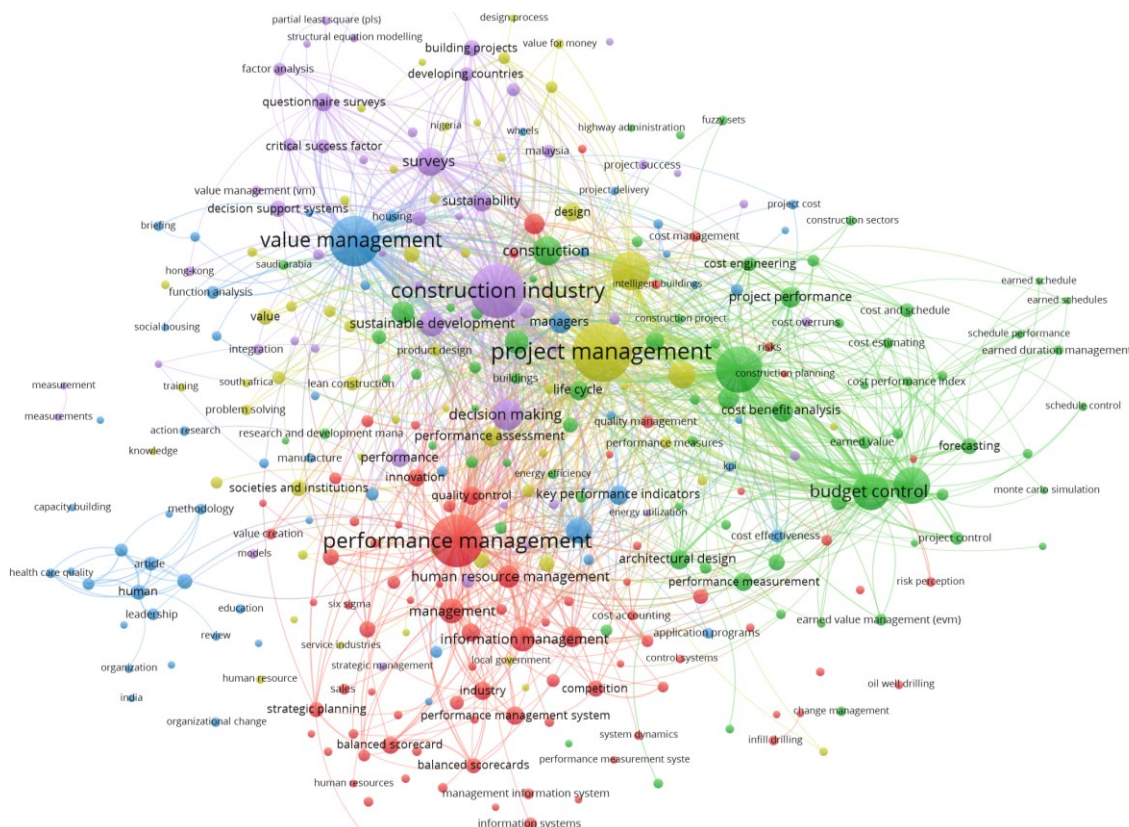 design process
partial least square (pls)
structural equation modelling
value for money
building projects
factor analysis
developing countries
questionnaire surveys
fuzzy sets
nigeria
highway administration
wheels
critical success factor
malaysia
surveys
project success
value management (vm)
project delivery
decision support systems
sustainability
housing
project cost
design
construction sectors
briefing
value management
cost management
construction
saudi arabia
cost engineering
hong-kong
intelligent buildings
function analysis
construction industry
project performance
earned schedule
earned schedules
cost and schedule
value
construction project
social housing
sustainable development
managers
cost overruns
schedule performance
cost estimating
integration
product design
project management
risks
earned duration management
buildings
construction planning
south africa
lean construction
life cycle
cost performance index
measurement
training
problem solving
decision making
cost benefit analysis
schedule control
measurements
quality management
action research
research and development mana
performance assessment
performance measures
earned value
forecasting
knowledge
manufacture
performance
kpi
energy efficiency
innovation
societies and institutions
quality control
key performance indicators
budget control
monte carlo simulation
capacity building
methodology
energy utilization
value creation
performance management
cost effectiveness
project control
models
health care quality
article
architectural design
human resource management
performance measurement
risk perception
human
six sigma
leadership
education
management
cost accounting
earned value management (evm)
review
service industries
information management
application programs
local government
control systems
organization
strategic management
human resource
sales
industry
competition
oil well drilling
india
strategic planning
change management
organizational change
performance management system
system dynamics
infill drilling
balanced scorecard
performance measurement syste
balanced scorecards
human resources
management information system
information systems